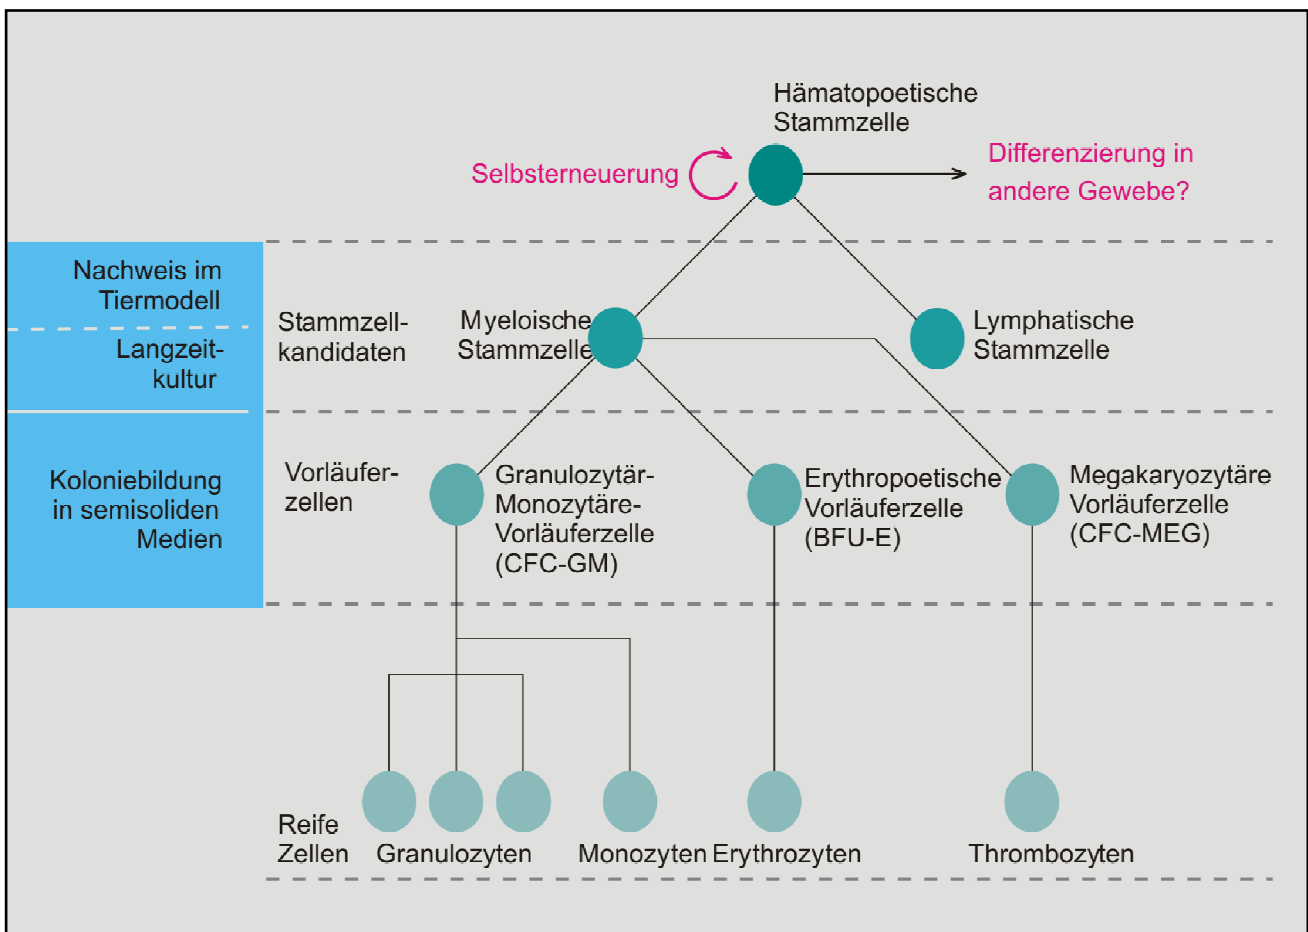 Hämatopoetische
Stammzelle
Selbsterneuerung
Differenzierung in
andere Gewebe?
Nachweis im
Tiermodell
Langzeit-
kultur
Stammzell-
kandidaten
Myeloische
Stammzelle
Lymphatische
Stammzelle
Koloniebildung
in semisoliden
Medien
Vorläufer-
zellen
Granulozytär-
Monozytäre-
Vorläuferzelle
(CFC-GM)
Erythropoetische
Vorläuferzelle
(BFU-E)
Megakaryozytäre
Vorläuferzelle
(CFC-MEG)
Reife
Zellen
Granulozyten
Monozyten
Erythrozyten
Thrombozyten